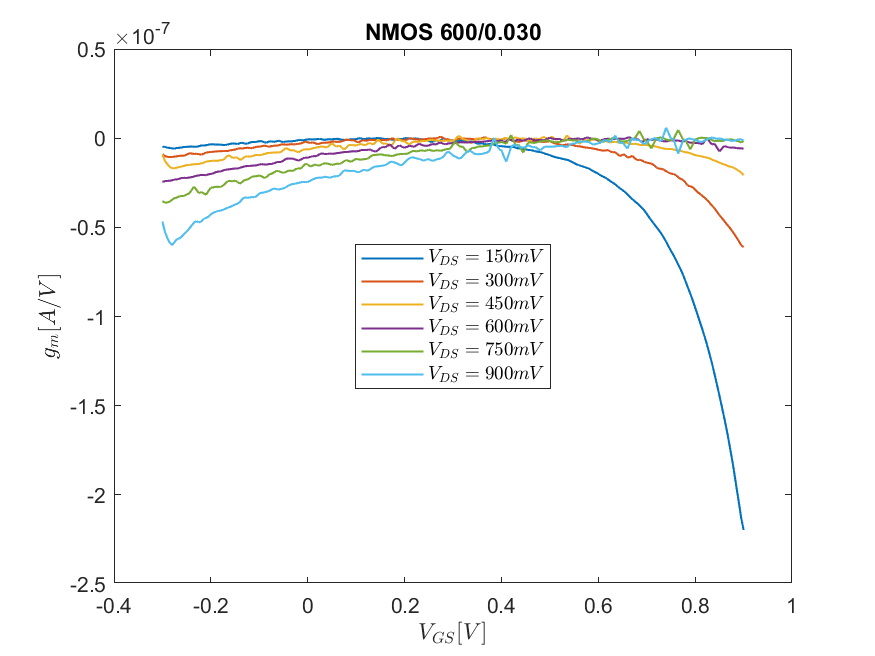 NMOS 600/0.030
×10⁻⁷
0.5
0
-0.5
-1
-1.5
-2
-2.5
g_m[A/V]
V_DS = 150mV
V_DS = 300mV
V_DS = 450mV
V_DS = 600mV
V_DS = 750mV
V_DS = 900mV
-0.4 -0.2 0 0.2 0.4 0.6 0.8 1
V_GS[V]